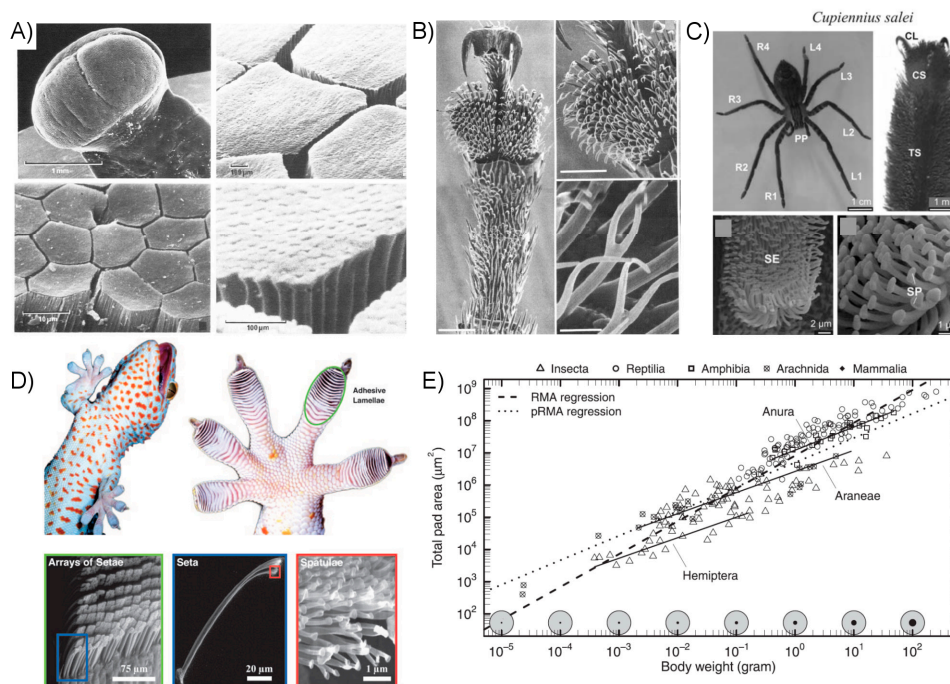 A)
1 mm
100 µm
10 µm
100 µm
B)
C)
Cupiennius salei
R4
L4
R3
L3
R2
L2
PP
R1
L1
1 cm
CL
CS
TS
SE
2 µm
SP
D)
Adhesive
Lamellae
Arrays of Setae
75 µm
Seta
20 µm
Spatulae
1 µm
E)
Insecta Reptilia Amphibia Arachnida Mammalia
RMA regression
pRMA regression
Anura
Araneae
Hemiptera
Total pad area (µm²)
10⁹
10⁸
10⁷
10⁶
10⁵
10⁴
10³
10²
10⁻⁵ 10⁻⁴ 10⁻³ 10⁻² 10⁻¹ 10⁰ 10¹ 10²
Body weight (gram)